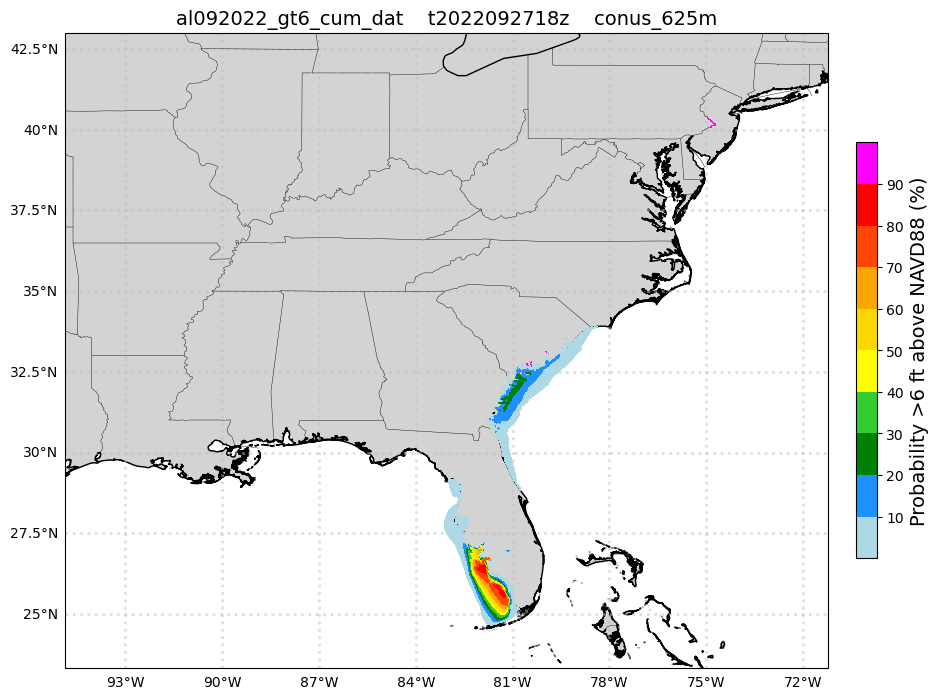 al092022_gt6_cum_dat t2022092718z conus_625m
42.5°N
40°N
37.5°N
35°N
32.5°N
30°N
27.5°N
25°N
93°W 90°W 87°W 84°W 81°W 78°W 75°W 72°W
90
80
70
60
50
40
30
20
10
Probability >6 ft above NAVD88 (%)